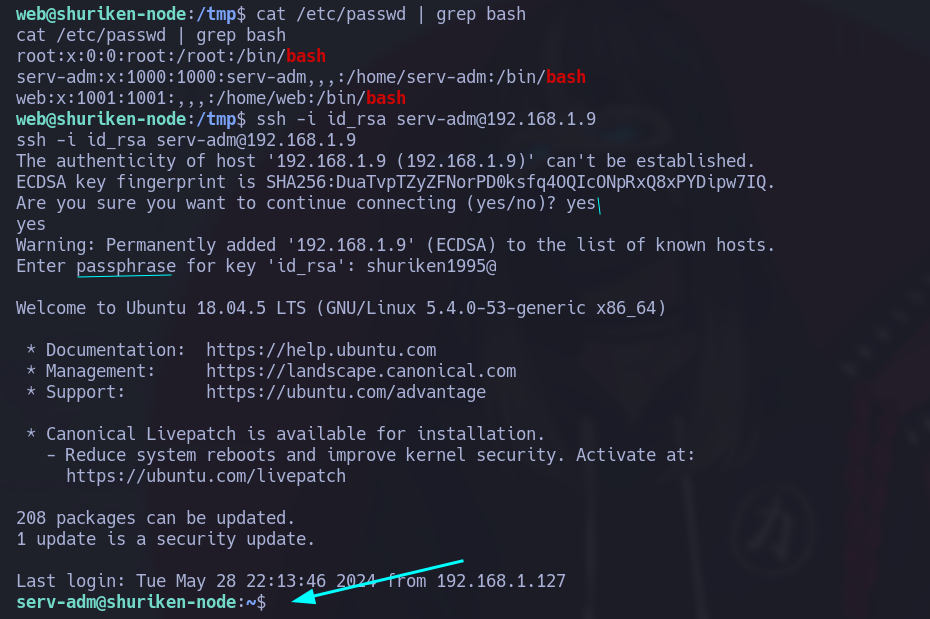 web@shuriken-node:/tmp$ cat /etc/passwd | grep bash
cat /etc/passwd | grep bash
root:x:0:0:root:/root:/bin/bash
serv-adm:x:1000:1000:serv-adm,,,:/home/serv-adm:/bin/bash
web:x:1001:1001:,,,:/home/web:/bin/bash
web@shuriken-node:/tmp$ ssh -i id_rsa serv-adm@192.168.1.9
ssh -i id_rsa serv-adm@192.168.1.9
The authenticity of host '192.168.1.9 (192.168.1.9)' can't be established.
ECDSA key fingerprint is SHA256:DuaTvpTZyZFNorPD0ksfq4OQIcONpRxQ8xPYDipw7IQ.
Are you sure you want to continue connecting (yes/no)? yes
yes
Warning: Permanently added '192.168.1.9' (ECDSA) to the list of known hosts.
Enter passphrase for key 'id_rsa': shuriken1995@
Welcome to Ubuntu 18.04.5 LTS (GNU/Linux 5.4.0-53-generic x86_64)
* Documentation:  https://help.ubuntu.com
* Management:     https://landscape.canonical.com
* Support:        https://ubuntu.com/advantage
* Canonical Livepatch is available for installation.
- Reduce system reboots and improve kernel security. Activate at:
https://ubuntu.com/livepatch
208 packages can be updated.
1 update is a security update.
Last login: Tue May 28 22:13:46 2024 from 192.168.1.127
serv-adm@shuriken-node:~$